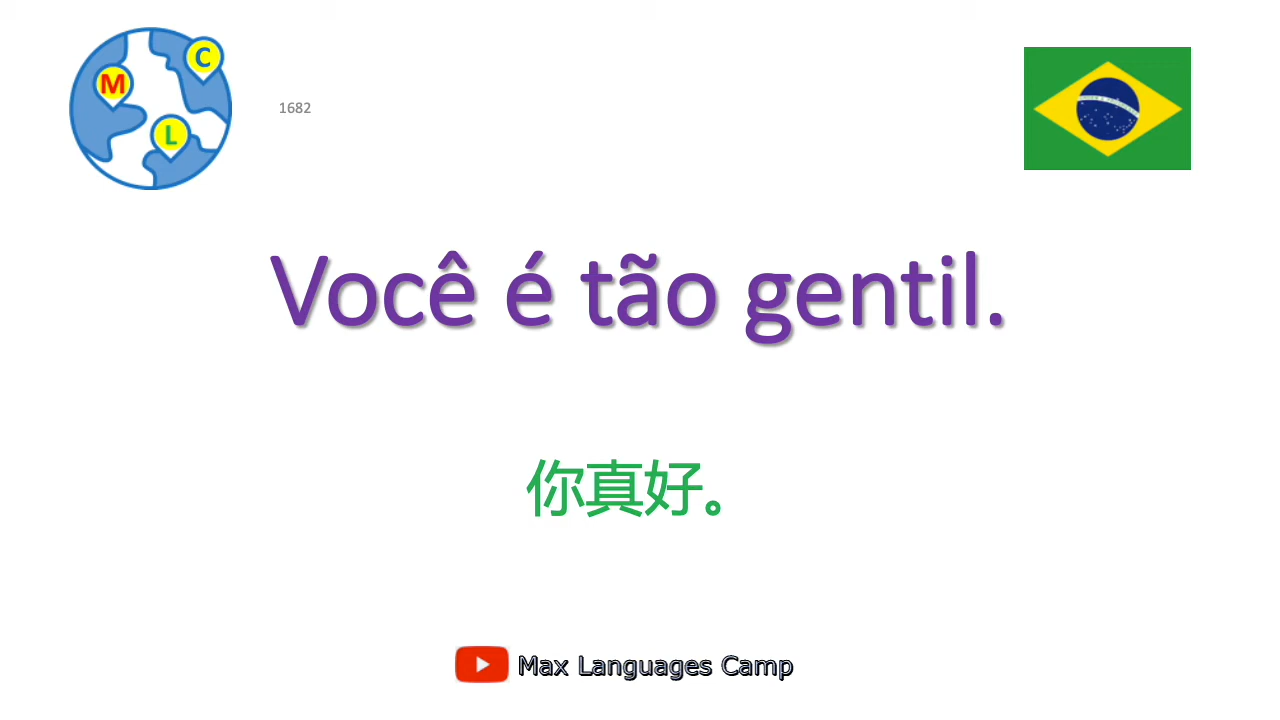 M
C
L
1682
Você é tão gentil.
你真好。
Max Languages Camp